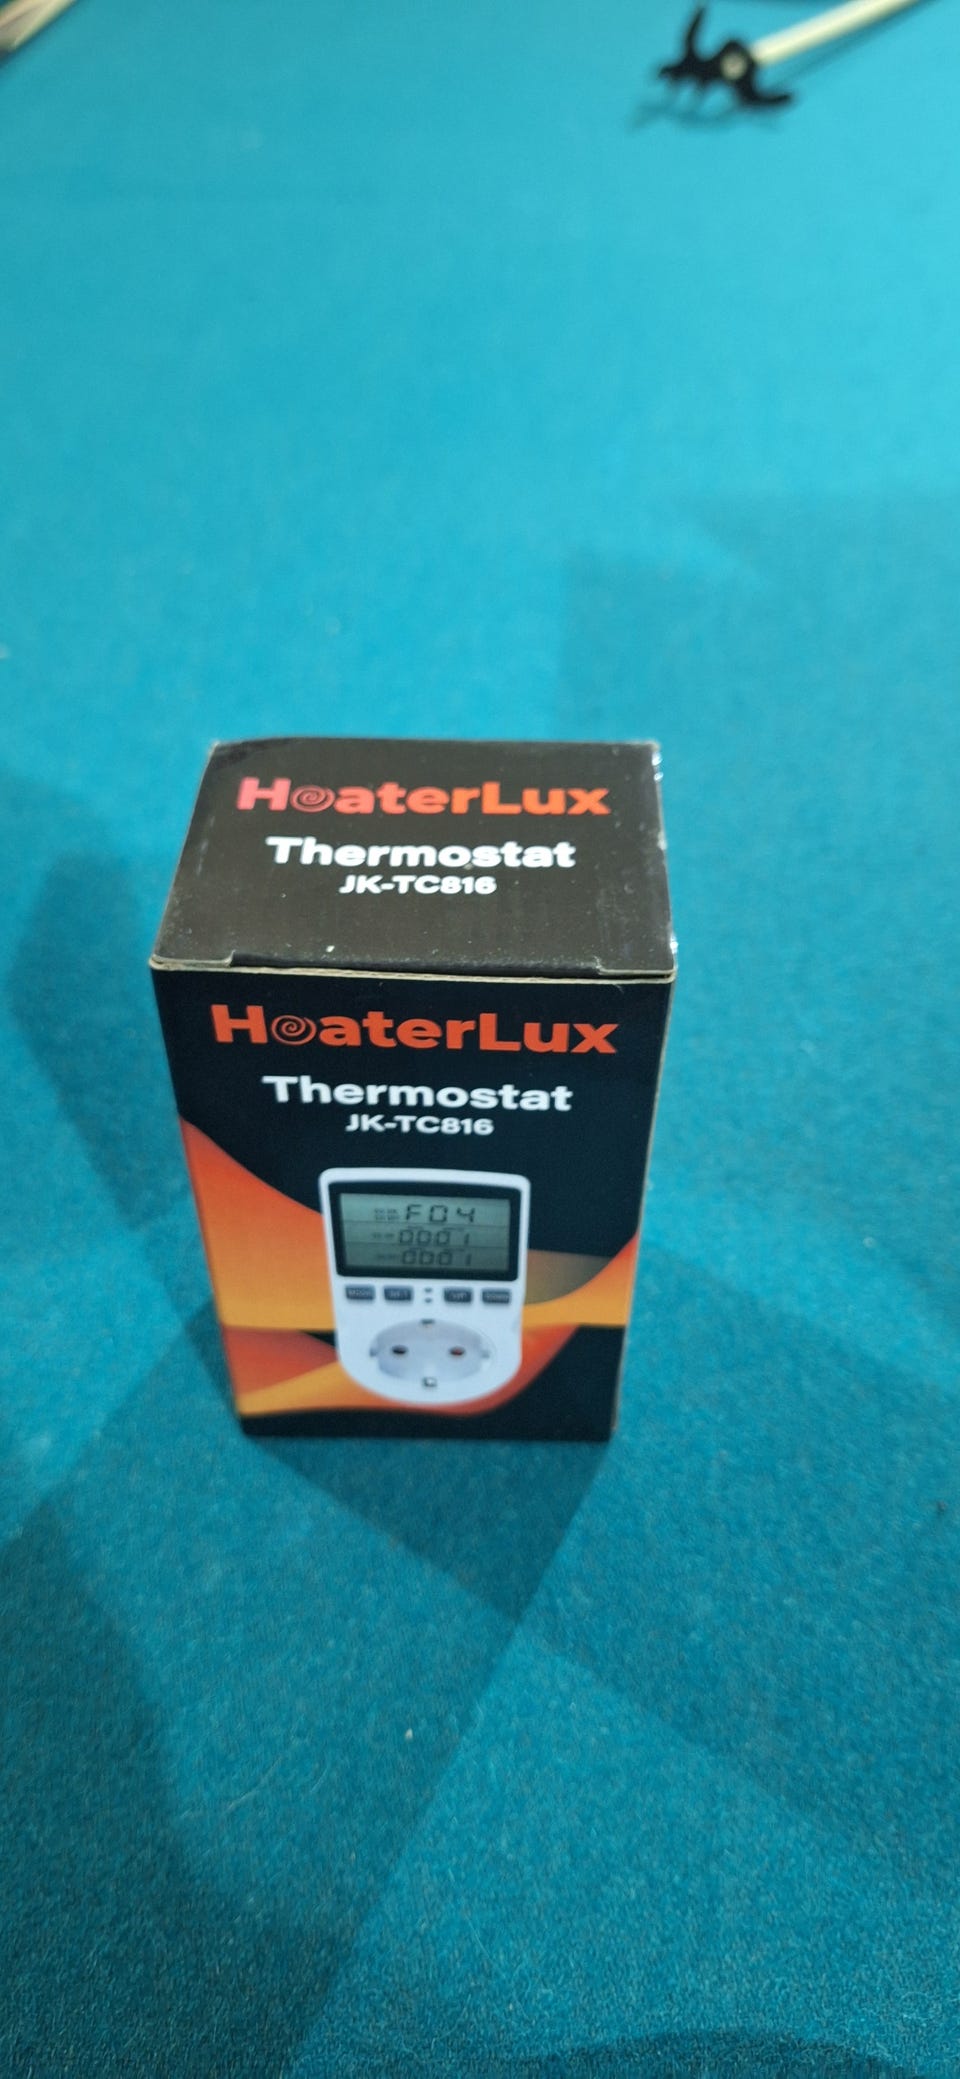 HeaterLux
Thermostat
JK-TC816
HeaterLux
Thermostat
JK-TC816
F04
0001
0001